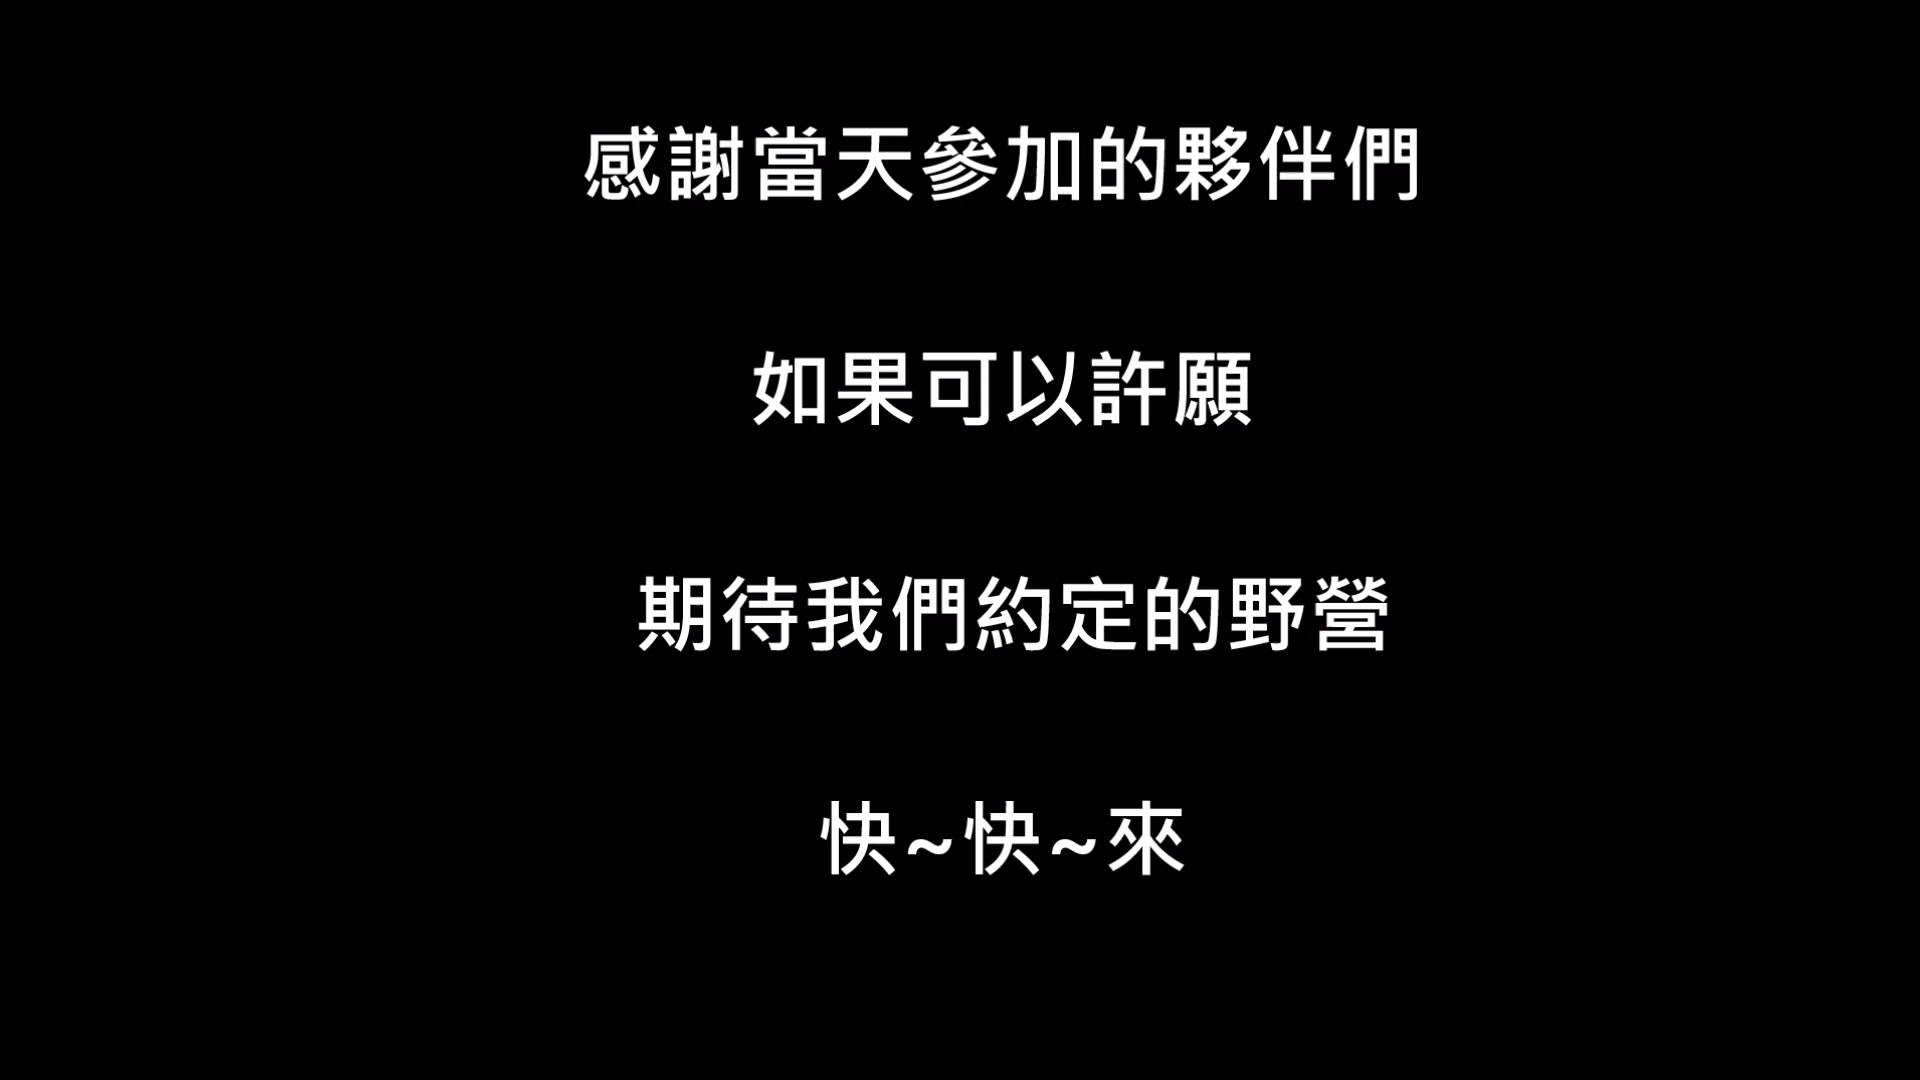 感謝當天參加的夥伴們
如果可以許願
期待我們約定的野營
快~快~來